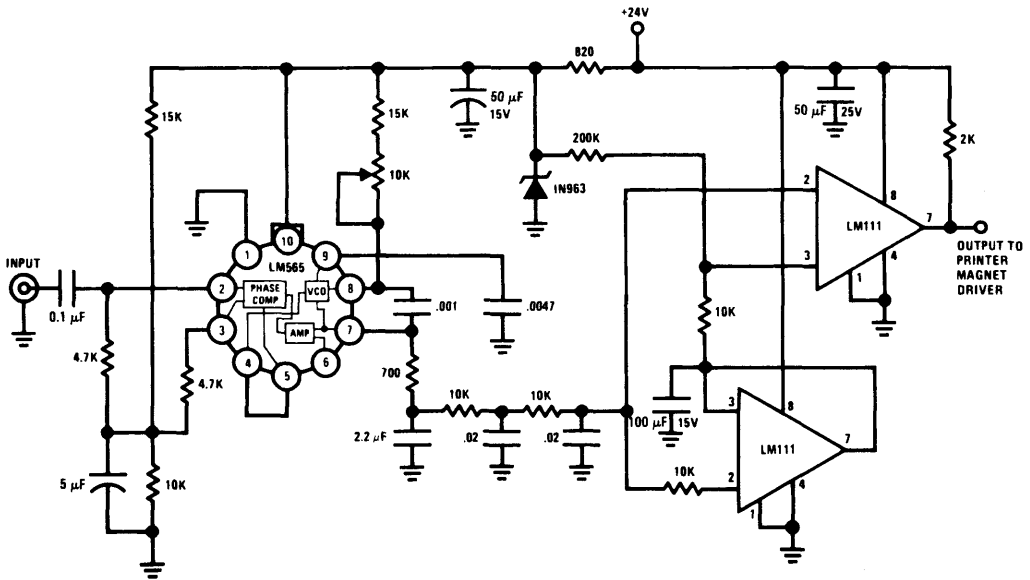 +24V
820
15K
50 µF
15V
15K
50 µF
25V
2K
200K
10K
IN963
2
8
LM111
7
3
4
1
OUTPUT TO
PRINTER
MAGNET
DRIVER
1
10
9
LM565
INPUT
0.1 µF
2
PHASE
COMP
VCO
8
.001
.0047
3
AMP
7
4
5
6
4.7K
4.7K
700
10K
10K
10K
2.2 µF
.02
.02
100 µF
15V
3
8
LM111
7
10K
2
4
1
5 µF
10K